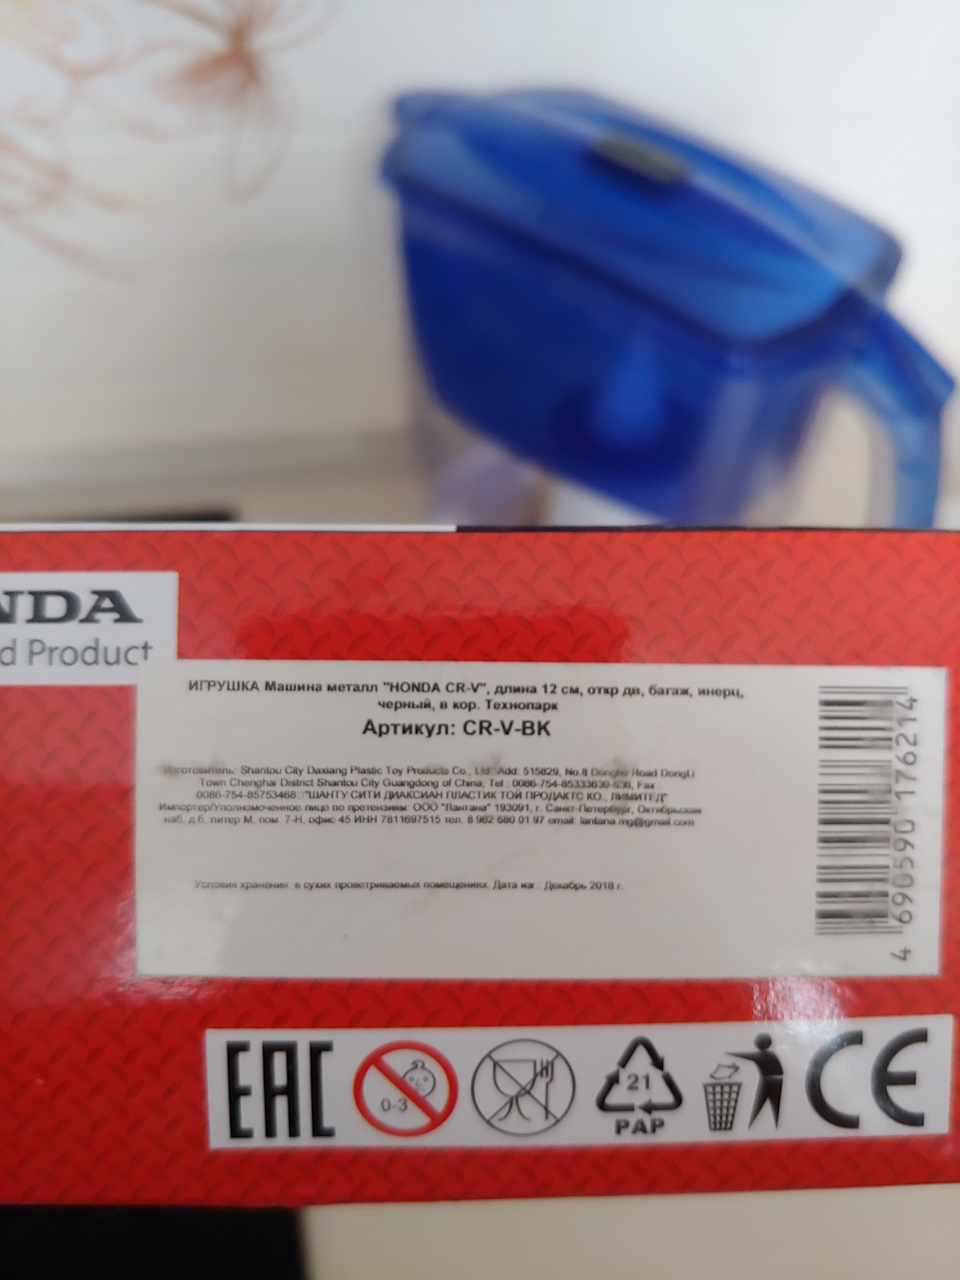 NDA
d Product
ИГРУШКА Машина металл "HONDA CR-V", длина 12 см, откр дв, багаж, инерц,
черный, в кор. Технопарк
Артикул: CR-V-BK
Изготовитель: Shantou City Daxiang Plastic Toy Products Co., Ltd. Add: 515829, No.8 Donghe Road DongLi
Town Chenghai District Shantou City Guangdong of China, Tel.: 0086-754-85333630-636, Fax.:
0086-754-85753468. "ШАНТУ СИТИ ДИАКСИАН ПЛАСТИК ТОЙ ПРОДАКТС КО., ЛИМИТЕД"
Импортер/Уполномоченное лицо по претензиям: ООО "Лантана" 193091, г. Санкт-Петербург, Октябрьская
наб, д.6, литер М, пом. 7-Н, офис 45 ИНН 7811697515 тел. 8 962 680 01 97 email: lantana.mg@gmail.com
Условия хранения: в сухих проветриваемых помещениях. Дата изг.: Декабрь 2018 г.
4 690590 176214
EAC
0-3
21
PAP
CE